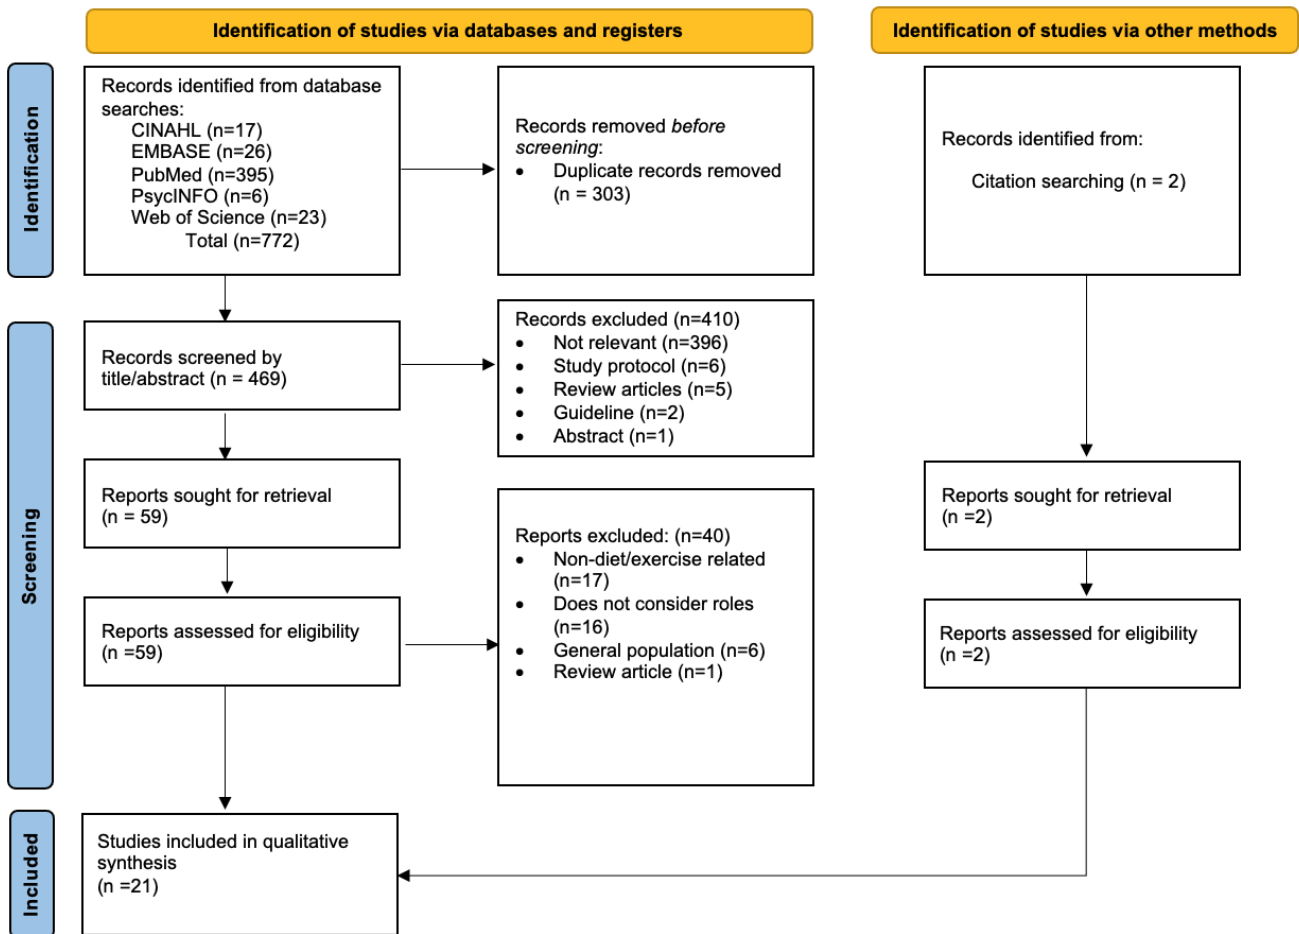 Identification of studies via databases and registers
Identification of studies via other methods
Identification
Records identified from database
searches:
CINAHL (n=17)
EMBASE (n=26)
PubMed (n=395)
PsycINFO (n=6)
Web of Science (n=23)
Total (n=772)
Records removed before
screening:
• Duplicate records removed
(n = 303)
Records identified from:
Citation searching (n = 2)
Screening
Records screened by
title/abstract (n = 469)
Records excluded (n=410)
• Not relevant (n=396)
• Study protocol (n=6)
• Review articles (n=5)
• Guideline (n=2)
• Abstract (n=1)
Reports sought for retrieval
(n = 59)
Reports sought for retrieval
(n =2)
Reports assessed for eligibility
(n =59)
Reports excluded: (n=40)
• Non-diet/exercise related
(n=17)
• Does not consider roles
(n=16)
• General population (n=6)
• Review article (n=1)
Reports assessed for eligibility
(n =2)
Included
Studies included in qualitative
synthesis
(n =21)